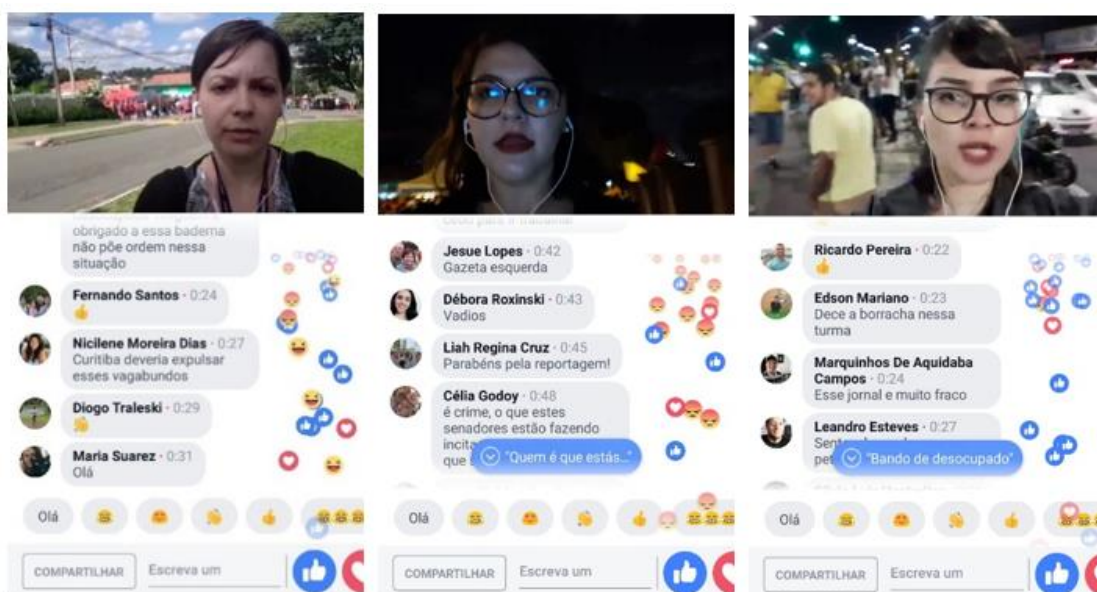 obrigado a essa baderna
não põe ordem nessa
situação
Fernando Santos · 0:24
Nicilene Moreira Dias · 0:27
Curitiba deveria expulsar
esses vagabundos
Diogo Traleski · 0:29
Maria Suarez · 0:31
Olá
Olá
COMPARTILHAR
Escreva um
Jesue Lopes · 0:42
Gazeta esquerda
Débora Roxinski · 0:43
Vadios
Liah Regina Cruz · 0:45
Parabéns pela reportagem!
Célia Godoy · 0:48
é crime, o que estes
senadores estão fazendo
"Quem é que estás..."
Olá
COMPARTILHAR
Escreva um
Ricardo Pereira · 0:22
Edson Mariano · 0:23
Dece a borracha nessa
turma
Marquinhos De Aquidaba
Campos · 0:24
Esse jornal e muito fraco
Leandro Esteves · 0:27
"Bando de desocupado"
Olá
COMPARTILHAR
Escreva um